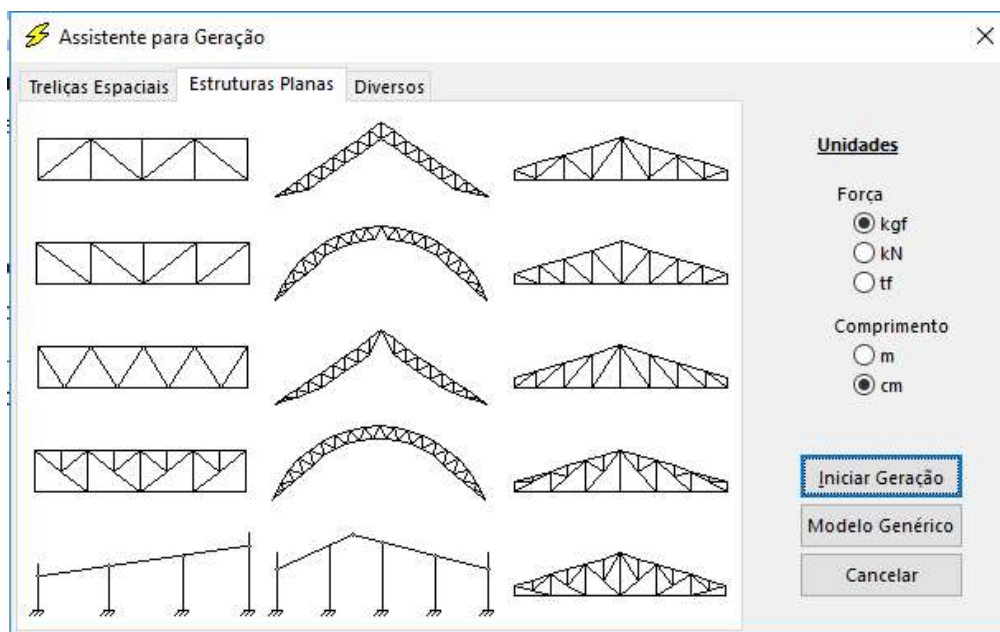 Assistente para Geração
Treliças Espaciais
Estruturas Planas
Diversos
Unidades
Força
kgf
kN
tf
Comprimento
m
cm
Iniciar Geração
Modelo Genérico
Cancelar